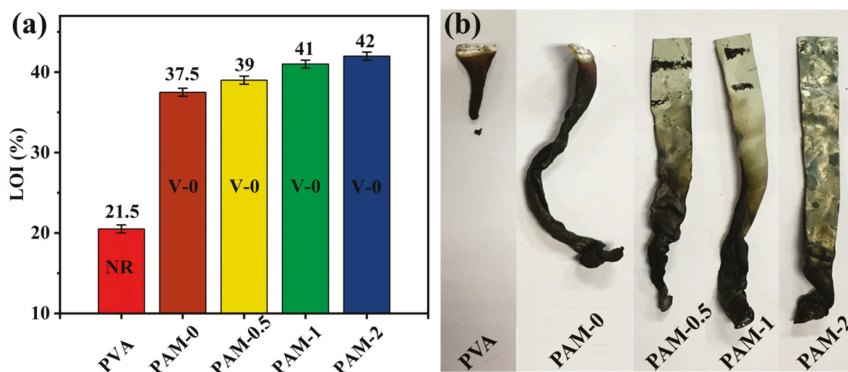 (a)
LOI (%)
40
30
20
10
21.5
37.5
39
41
42
NR
V-0
V-0
V-0
V-0
PVA
PAM-0
PAM-0.5
PAM-1
PAM-2
(b)
PVA
PAM-0
PAM-0.5
PAM-1
PAM-2